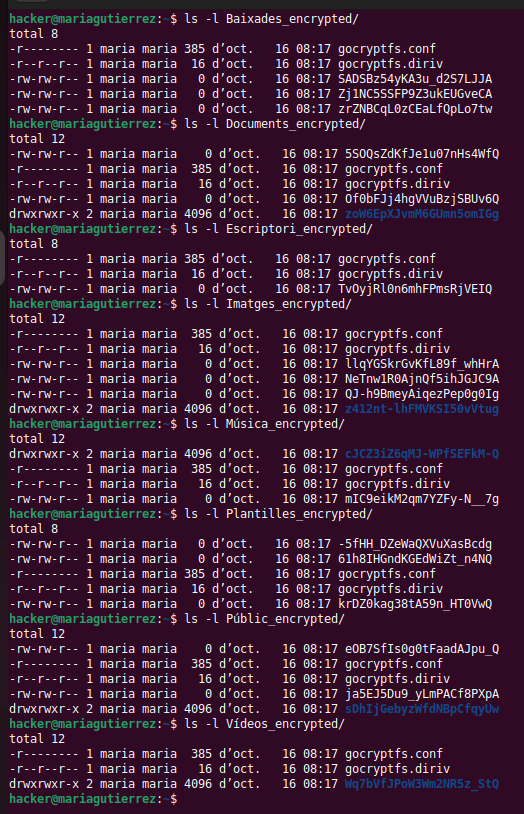 hacker@mariagutierrez:~$ ls -l Baixades_encrypted/
total 8
-r-------- 1 maria maria 385 d’oct.   16 08:17 gocryptfs.conf
-r--r--r-- 1 maria maria  16 d’oct.   16 08:17 gocryptfs.diriv
-rw-rw-r-- 1 maria maria   0 d’oct.   16 08:17 SADSBz54yKA3u_d2S7LJJA
-rw-rw-r-- 1 maria maria   0 d’oct.   16 08:17 Zj1NC5SSFP9Z3ukEUGveCA
-rw-rw-r-- 1 maria maria   0 d’oct.   16 08:17 zrZNBCqL0zCEaLfQpLo7tw
hacker@mariagutierrez:~$ ls -l Documents_encrypted/
total 12
-rw-rw-r-- 1 maria maria    0 d’oct.   16 08:17 5SOQsZdKfJe1u07nHs4WfQ
-r-------- 1 maria maria  385 d’oct.   16 08:17 gocryptfs.conf
-r--r--r-- 1 maria maria   16 d’oct.   16 08:17 gocryptfs.diriv
-rw-rw-r-- 1 maria maria    0 d’oct.   16 08:17 Of0bFJj4hgVVuBzjSBUv6Q
drwxrwxr-x 2 maria maria 4096 d’oct.   16 08:17 zoW6EpXJvmM6GUmn5omIGg
hacker@mariagutierrez:~$ ls -l Escriptori_encrypted/
total 8
-r-------- 1 maria maria 385 d’oct.   16 08:17 gocryptfs.conf
-r--r--r-- 1 maria maria  16 d’oct.   16 08:17 gocryptfs.diriv
-rw-rw-r-- 1 maria maria   0 d’oct.   16 08:17 TvOyjRl0n6mhFPmsRjVEIQ
hacker@mariagutierrez:~$ ls -l Imatges_encrypted/
total 12
-r-------- 1 maria maria  385 d’oct.   16 08:17 gocryptfs.conf
-r--r--r-- 1 maria maria   16 d’oct.   16 08:17 gocryptfs.diriv
-rw-rw-r-- 1 maria maria    0 d’oct.   16 08:17 llqYGSkrGvKfL89f_whHrA
-rw-rw-r-- 1 maria maria    0 d’oct.   16 08:17 NeTnw1R0AjnQf5ihJGJC9A
-rw-rw-r-- 1 maria maria    0 d’oct.   16 08:17 QJ-h9BmeyAiqezPep0g0Ig
drwxrwxr-x 2 maria maria 4096 d’oct.   16 08:17 z412nt-lhFMVKSI50vVtug
hacker@mariagutierrez:~$ ls -l Música_encrypted/
total 12
drwxrwxr-x 2 maria maria 4096 d’oct.   16 08:17 cJCZ3iZ6qMJ-WPfSEFkM-Q
-r-------- 1 maria maria  385 d’oct.   16 08:17 gocryptfs.conf
-r--r--r-- 1 maria maria   16 d’oct.   16 08:17 gocryptfs.diriv
-rw-rw-r-- 1 maria maria    0 d’oct.   16 08:17 mIC9eikM2qm7YZFy-N__7g
hacker@mariagutierrez:~$ ls -l Plantilles_encrypted/
total 8
-rw-rw-r-- 1 maria maria   0 d’oct.   16 08:17 -5fHH_DZeWaQXVuXasBcdg
-rw-rw-r-- 1 maria maria   0 d’oct.   16 08:17 61h8IHGndKGEdWiZt_n4NQ
-r-------- 1 maria maria 385 d’oct.   16 08:17 gocryptfs.conf
-r--r--r-- 1 maria maria  16 d’oct.   16 08:17 gocryptfs.diriv
-rw-rw-r-- 1 maria maria   0 d’oct.   16 08:17 krDZ0kag38tA59n_HT0VwQ
hacker@mariagutierrez:~$ ls -l Públic_encrypted/
total 12
-rw-rw-r-- 1 maria maria    0 d’oct.   16 08:17 eOB7SfIs0g0tFaadAJpu_Q
-r-------- 1 maria maria  385 d’oct.   16 08:17 gocryptfs.conf
-r--r--r-- 1 maria maria   16 d’oct.   16 08:17 gocryptfs.diriv
-rw-rw-r-- 1 maria maria    0 d’oct.   16 08:17 ja5EJ5Du9_yLmPACf8PXpA
drwxrwxr-x 2 maria maria 4096 d’oct.   16 08:17 sDhIjGebyzWfdNBpCfqyUw
hacker@mariagutierrez:~$ ls -l Vídeos_encrypted/
total 12
-r-------- 1 maria maria  385 d’oct.   16 08:17 gocryptfs.conf
-r--r--r-- 1 maria maria   16 d’oct.   16 08:17 gocryptfs.diriv
drwxrwxr-x 2 maria maria 4096 d’oct.   16 08:17 Wq7bVfJPoW3Wm2NR5z_StQ
hacker@mariagutierrez:~$